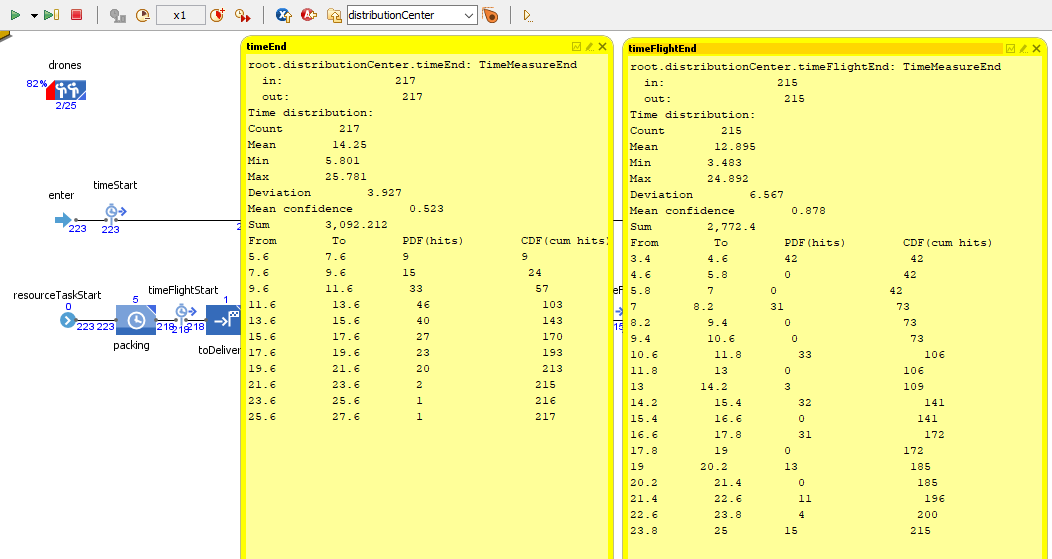 x1
distributionCenter
drones
82%
2/25
enter
timeStart
223
223
resourceTaskStart
0
223
223
5
packing
timeFlightStart
218
218
218
1
toDeliver
timeEnd
root.distributionCenter.timeEnd: TimeMeasureEnd
in: 217
out: 217
Time distribution:
Count 217
Mean 14.25
Min 5.801
Max 25.781
Deviation 3.927
Mean confidence 0.523
Sum 3,092.212
From To PDF(hits) CDF(cum hits)
5.6 7.6 9 9
7.6 9.6 15 24
9.6 11.6 33 57
11.6 13.6 46 103
13.6 15.6 40 143
15.6 17.6 27 170
17.6 19.6 23 193
19.6 21.6 20 213
21.6 23.6 2 215
23.6 25.6 1 216
25.6 27.6 1 217
timeFlightEnd
root.distributionCenter.timeFlightEnd: TimeMeasureEnd
in: 215
out: 215
Time distribution:
Count 215
Mean 12.895
Min 3.483
Max 24.892
Deviation 6.567
Mean confidence 0.878
Sum 2,772.4
From To PDF(hits) CDF(cum hits)
3.4 4.6 42 42
4.6 5.8 0 42
5.8 7 0 42
7 8.2 31 73
8.2 9.4 0 73
9.4 10.6 0 73
10.6 11.8 33 106
11.8 13 0 106
13 14.2 3 109
14.2 15.4 32 141
15.4 16.6 0 141
16.6 17.8 31 172
17.8 19 0 172
19 20.2 13 185
20.2 21.4 0 185
21.4 22.6 11 196
22.6 23.8 4 200
23.8 25 15 215